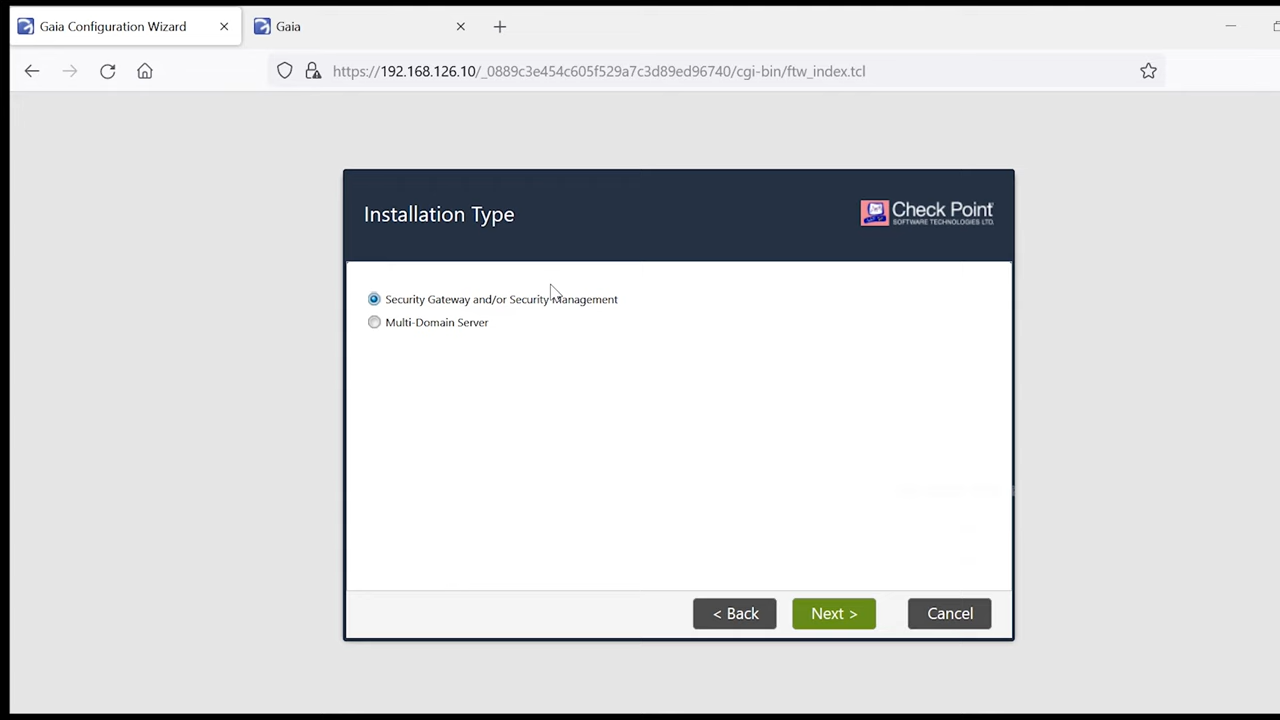 Gaia Configuration Wizard
Gaia
https://192.168.126.10/_0889c3e454c605f529a7c3d89ed96740/cgi-bin/ftw_index.tcl
Installation Type
Check Point
SOFTWARE TECHNOLOGIES LTD.
Security Gateway and/or Security Management
Multi-Domain Server
< Back
Next >
Cancel